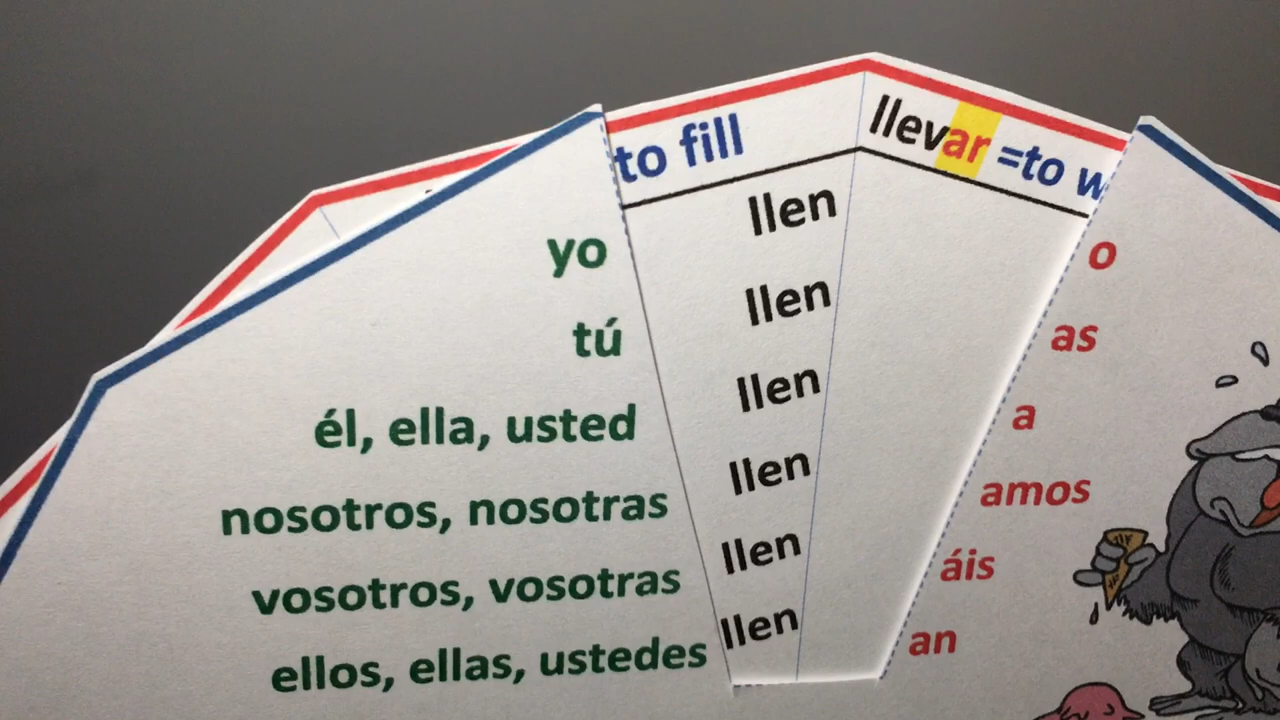 to fill
llevar =to w
yo llen o
tú llen as
él, ella, usted llen a
nosotros, nosotras llen amos
vosotros, vosotras llen áis
ellos, ellas, ustedes llen an